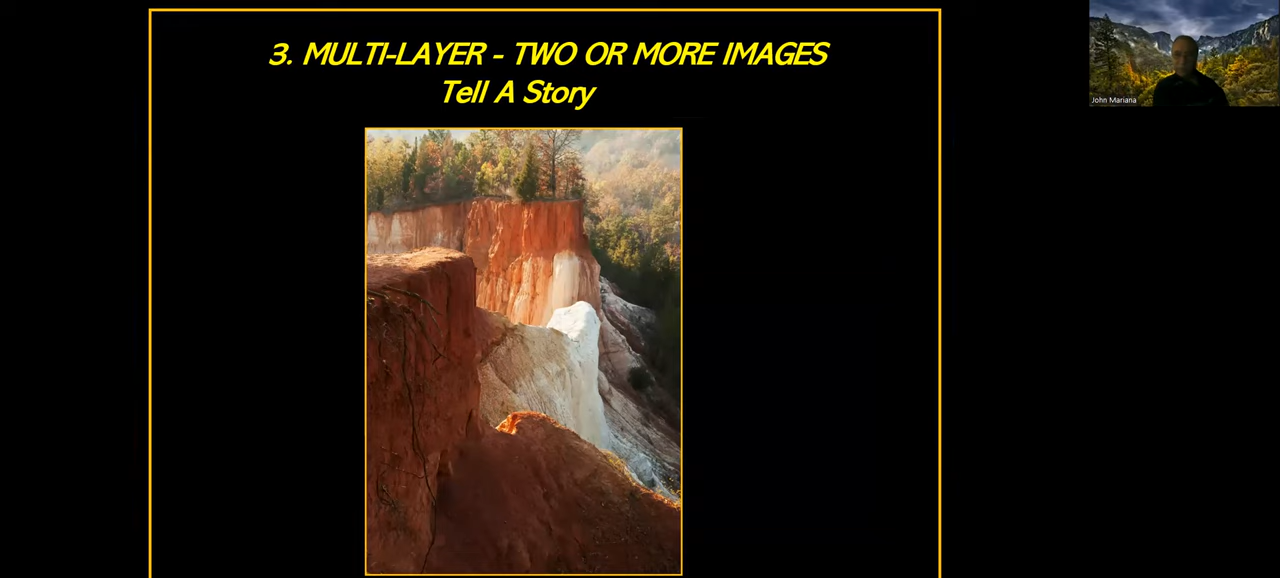 3. MULTI-LAYER - TWO OR MORE IMAGES
Tell A Story
John Mariana